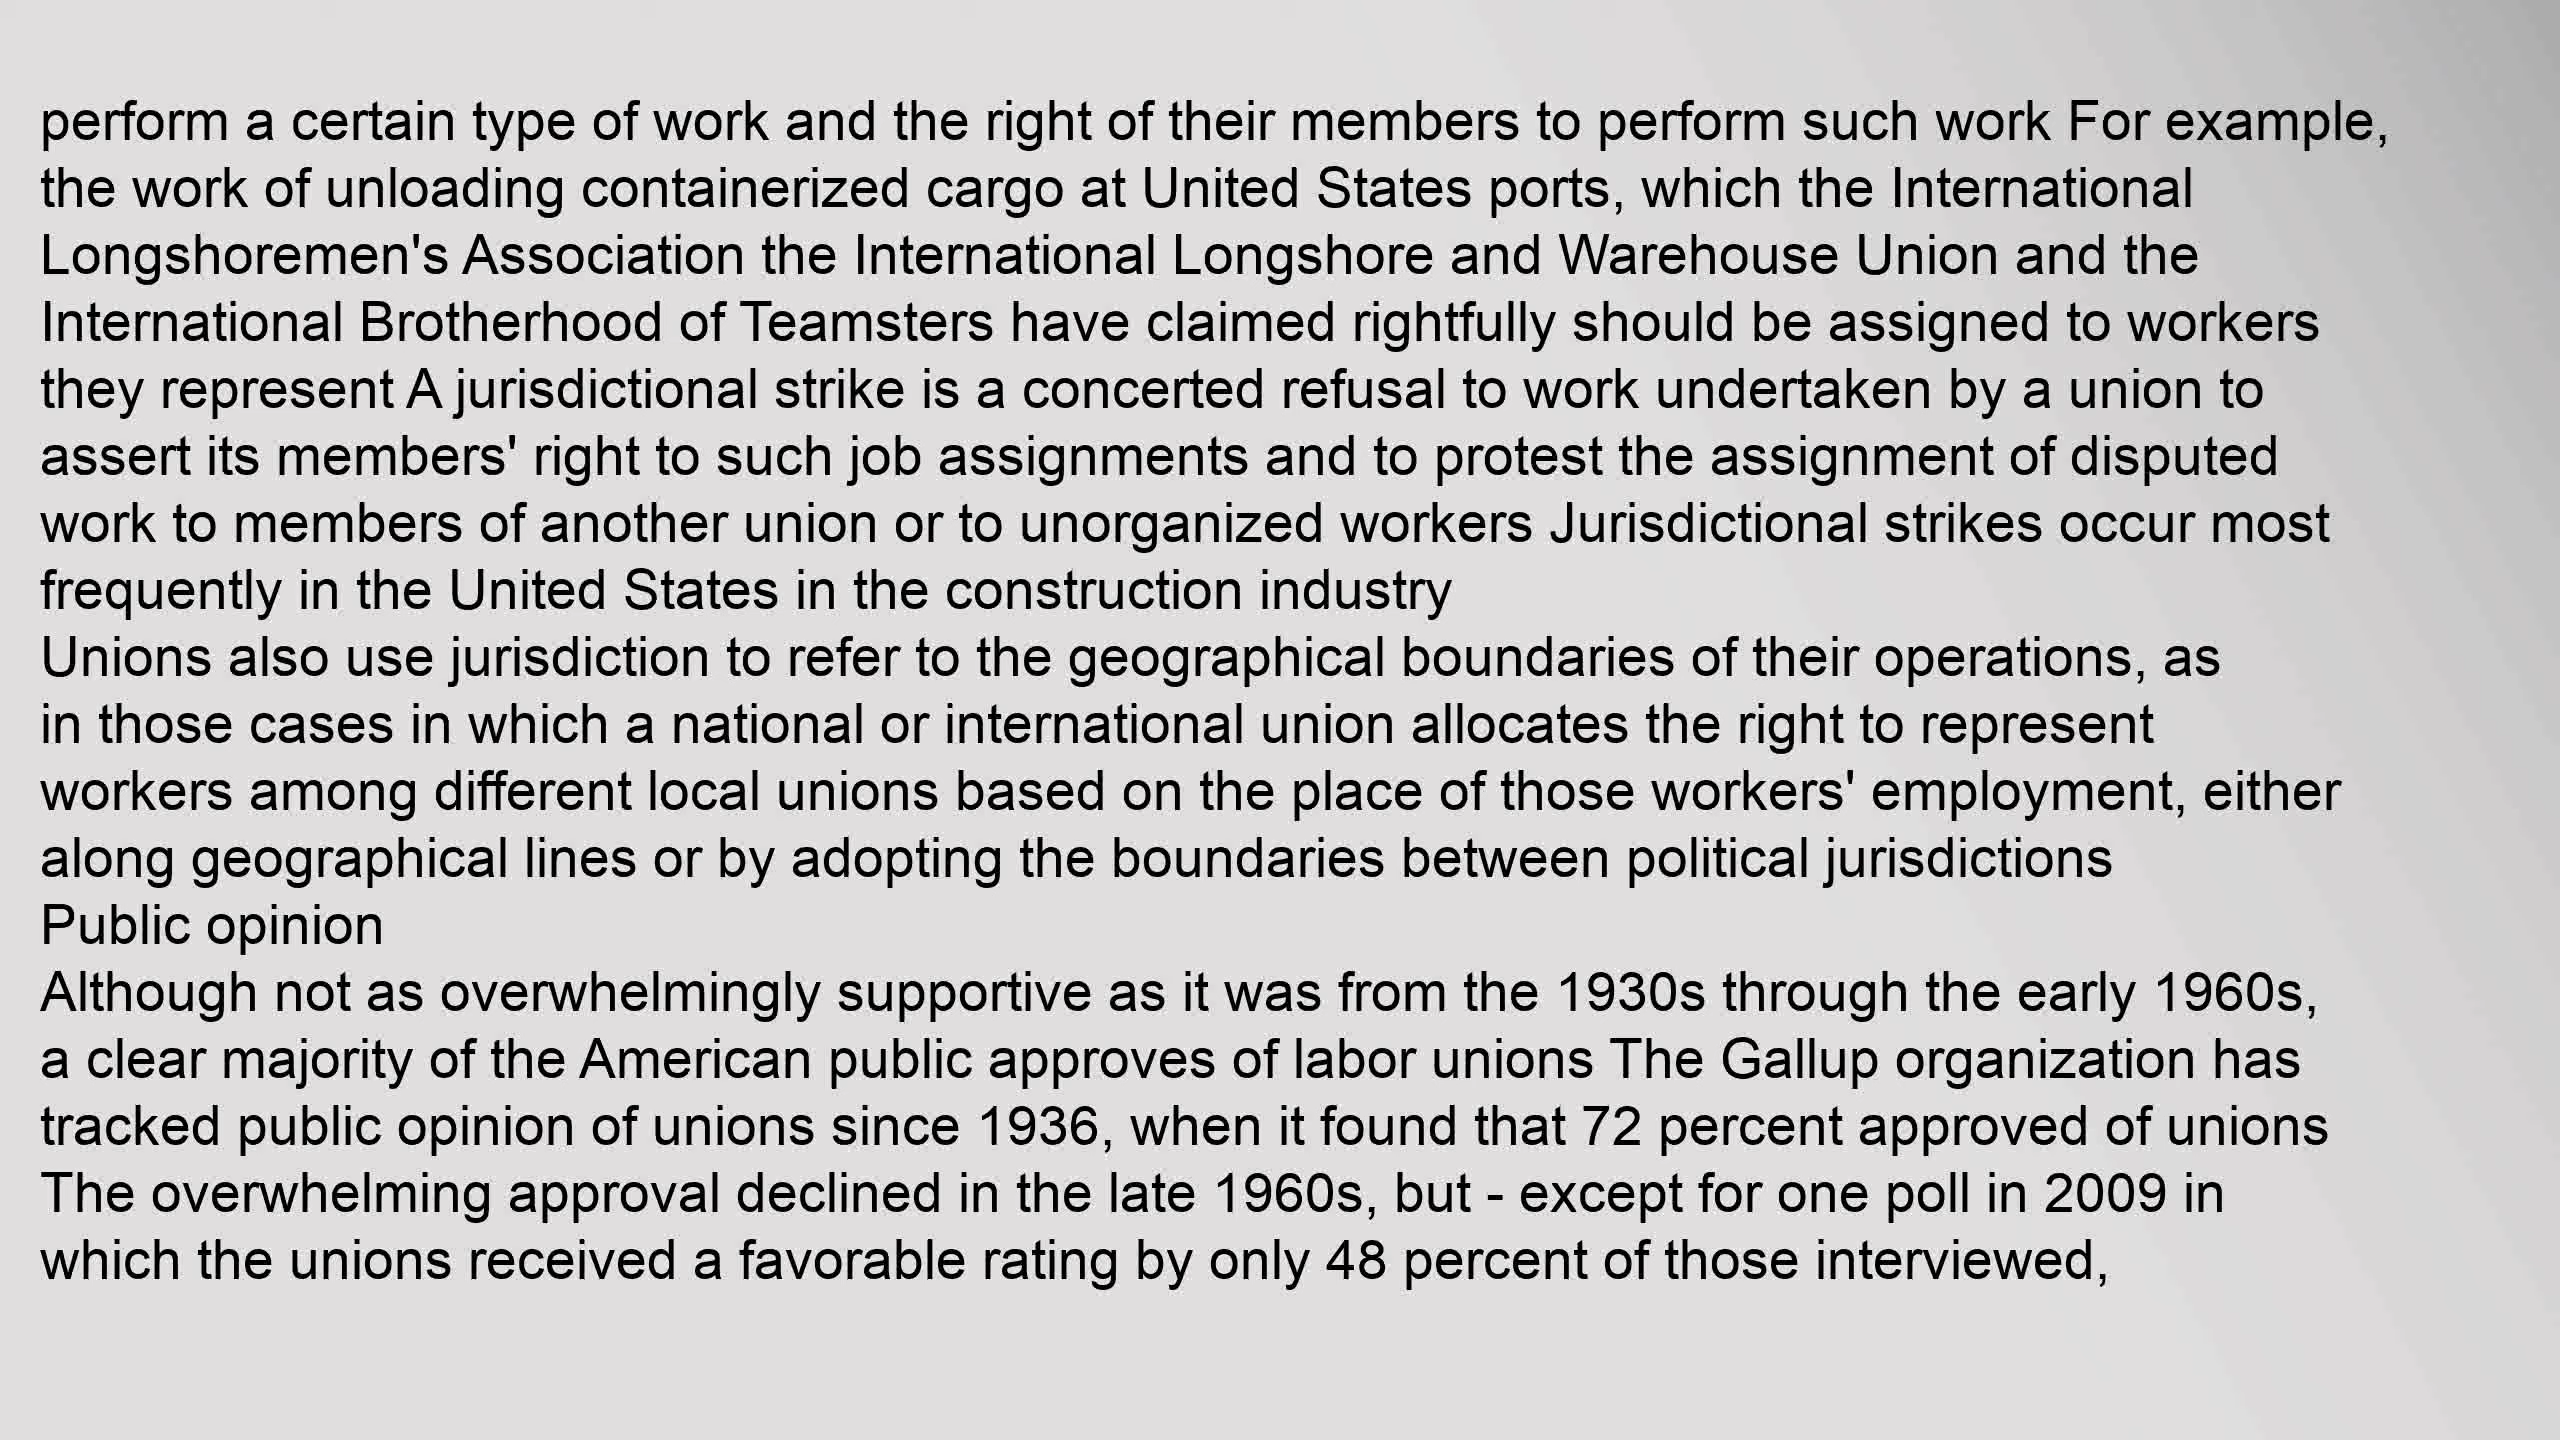 perform a certain type of work and the right of their members to perform such work For example,
the work of unloading containerized cargo at United States ports, which the International
Longshoremen's Association the International Longshore and Warehouse Union and the
International Brotherhood of Teamsters have claimed rightfully should be assigned to workers
they represent A jurisdictional strike is a concerted refusal to work undertaken by a union to
assert its members' right to such job assignments and to protest the assignment of disputed
work to members of another union or to unorganized workers Jurisdictional strikes occur most
frequently in the United States in the construction industry
Unions also use jurisdiction to refer to the geographical boundaries of their operations, as
in those cases in which a national or international union allocates the right to represent
workers among different local unions based on the place of those workers' employment, either
along geographical lines or by adopting the boundaries between political jurisdictions
Public opinion
Although not as overwhelmingly supportive as it was from the 1930s through the early 1960s,
a clear majority of the American public approves of labor unions The Gallup organization has
tracked public opinion of unions since 1936, when it found that 72 percent approved of unions
The overwhelming approval declined in the late 1960s, but - except for one poll in 2009 in
which the unions received a favorable rating by only 48 percent of those interviewed,